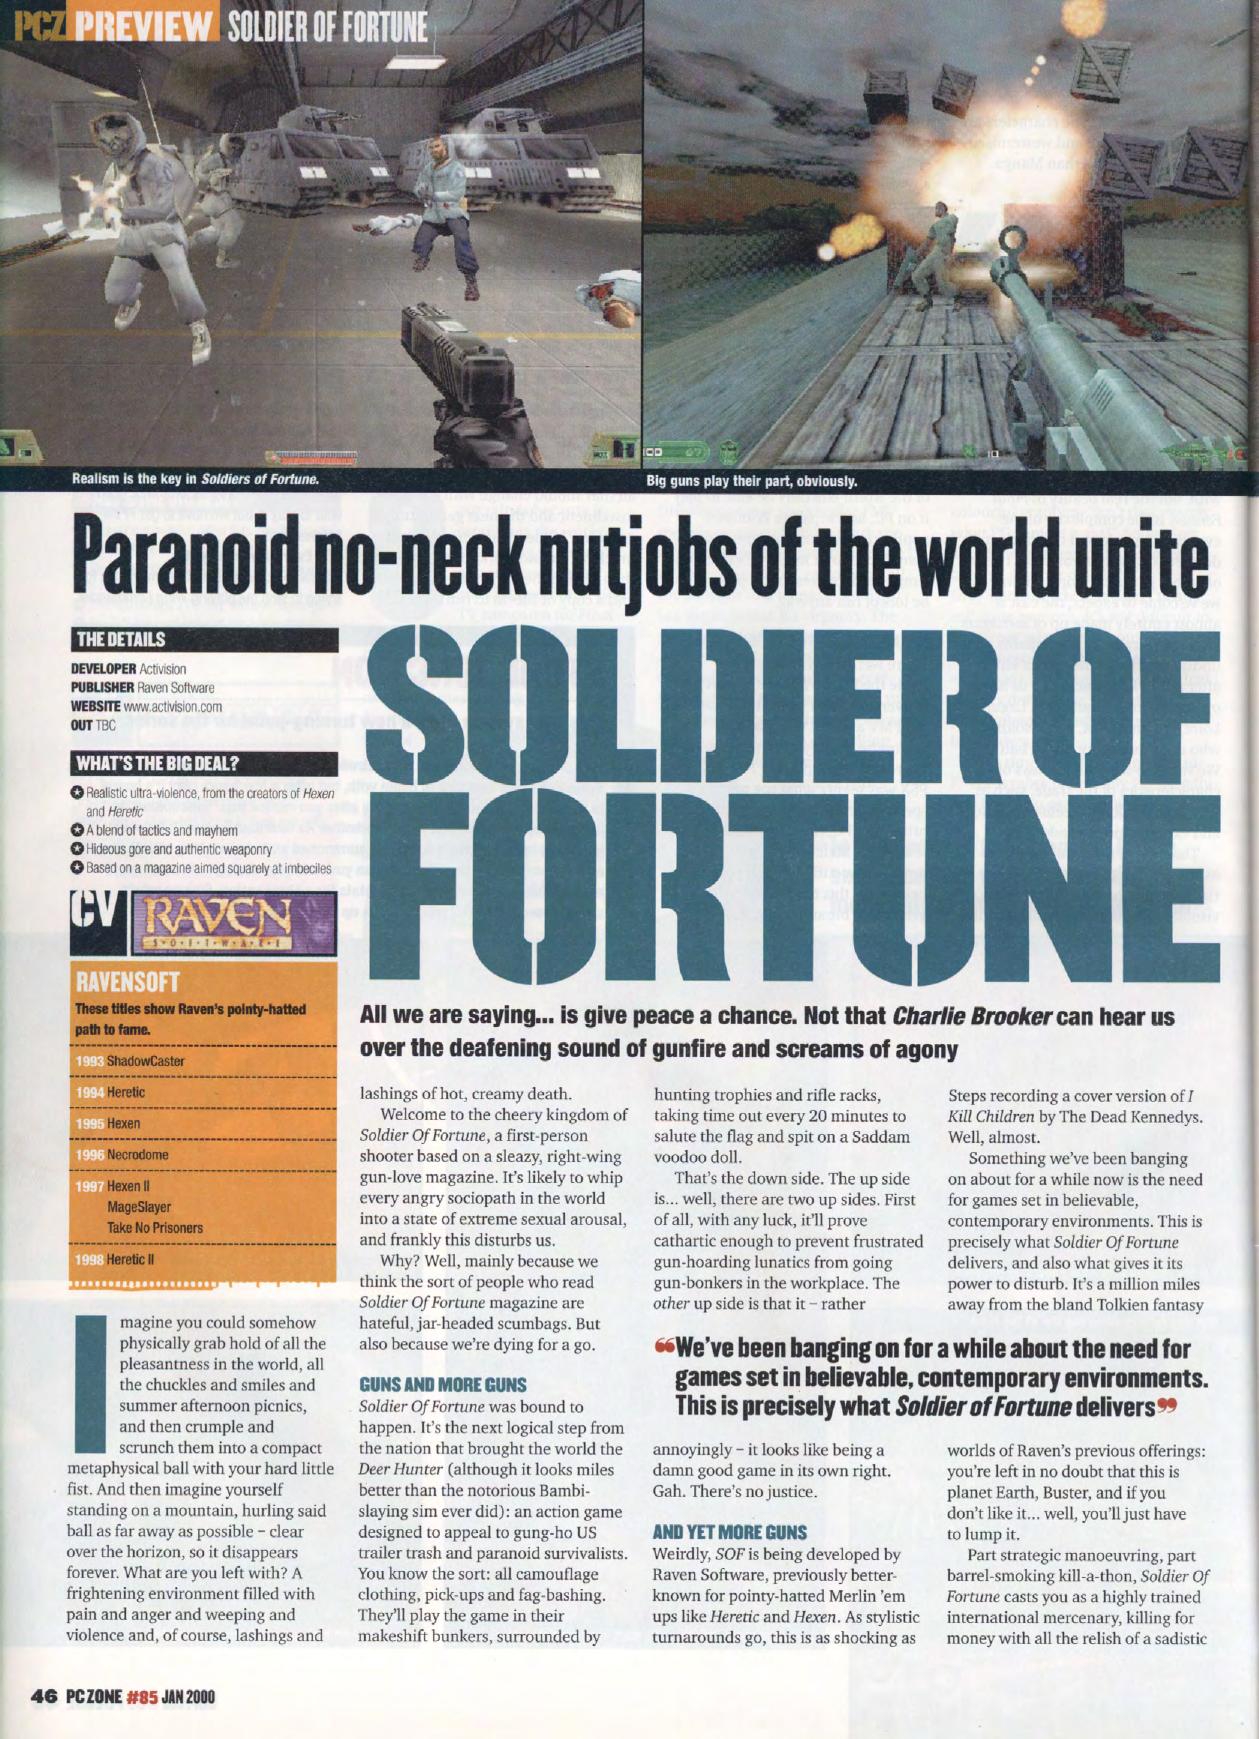 PCZ PREVIEW SOLDIER OF FORTUNE
Realism is the key in Soldiers of Fortune.
Big guns play their part, obviously.
Paranoid no-neck nutjobs of the world unite
THE DETAILS
DEVELOPER Activision
PUBLISHER Raven Software
WEBSITE www.activision.com
OUT TBC
WHAT'S THE BIG DEAL?
Realistic ultra-violence, from the creators of Hexen
and Heretic
A blend of tactics and mayhem
Hideous gore and authentic weaponry
Based on a magazine aimed squarely at imbeciles
CV RAVEN
SOFTWARE
RAVENSOFT
These titles show Raven's pointy-hatted
path to fame.
1993 ShadowCaster
1994 Heretic
1995 Hexen
1996 Necrodome
1997 Hexen II
MageSlayer
Take No Prisoners
1998 Heretic II
SOLDIER OF
FORTUNE
All we are saying... is give peace a chance. Not that Charlie Brooker can hear us
over the deafening sound of gunfire and screams of agony
Imagine you could somehow
physically grab hold of all the
pleasantness in the world, all
the chuckles and smiles and
summer afternoon picnics,
and then crumple and
scrunch them into a compact
metaphysical ball with your hard little
fist. And then imagine yourself
standing on a mountain, hurling said
ball as far away as possible – clear
over the horizon, so it disappears
forever. What are you left with? A
frightening environment filled with
pain and anger and weeping and
violence and, of course, lashings and
lashings of hot, creamy death.
Welcome to the cheery kingdom of
Soldier Of Fortune, a first-person
shooter based on a sleazy, right-wing
gun-love magazine. It's likely to whip
every angry sociopath in the world
into a state of extreme sexual arousal,
and frankly this disturbs us.
Why? Well, mainly because we
think the sort of people who read
Soldier Of Fortune magazine are
hateful, jar-headed scumbags. But
also because we're dying for a go.
GUNS AND MORE GUNS
Soldier Of Fortune was bound to
happen. It's the next logical step from
the nation that brought the world the
Deer Hunter (although it looks miles
better than the notorious Bambi-
slaying sim ever did): an action game
designed to appeal to gung-ho US
trailer trash and paranoid survivalists.
You know the sort: all camouflage
clothing, pick-ups and fag-bashing.
They'll play the game in their
makeshift bunkers, surrounded by
hunting trophies and rifle racks,
taking time out every 20 minutes to
salute the flag and spit on a Saddam
voodoo doll.
That's the down side. The up side
is... well, there are two up sides. First
of all, with any luck, it'll prove
cathartic enough to prevent frustrated
gun-hoarding lunatics from going
gun-bonkers in the workplace. The
other up side is that it – rather
annoyingly – it looks like being a
damn good game in its own right.
Gah. There's no justice.
AND YET MORE GUNS
Weirdly, SOF is being developed by
Raven Software, previously better-
known for pointy-hatted Merlin 'em
ups like Heretic and Hexen. As stylistic
turnarounds go, this is as shocking as
Steps recording a cover version of I
Kill Children by The Dead Kennedys.
Well, almost.
Something we've been banging
on about for a while now is the need
for games set in believable,
contemporary environments. This is
precisely what Soldier Of Fortune
delivers, and also what gives it its
power to disturb. It's a million miles
away from the bland Tolkien fantasy
“We've been banging on for a while about the need for
games set in believable, contemporary environments.
This is precisely what Soldier of Fortune delivers”
worlds of Raven's previous offerings:
you're left in no doubt that this is
planet Earth, Buster, and if you
don't like it... well, you'll just have
to lump it.
Part strategic manoeuvring, part
barrel-smoking kill-a-thon, Soldier Of
Fortune casts you as a highly trained
international mercenary, killing for
money with all the relish of a sadistic
46 PC ZONE #85 JAN 2000